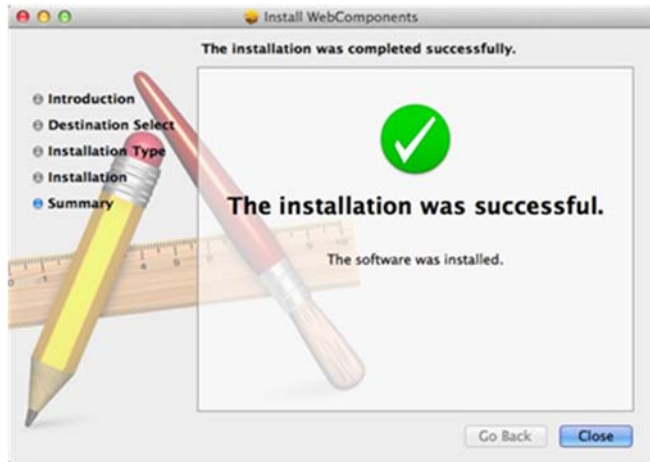 Install WebComponents
The installation was completed successfully.
Introduction
Destination Select
Installation Type
Installation
Summary
The installation was successful.
The software was installed.
Go Back
Close